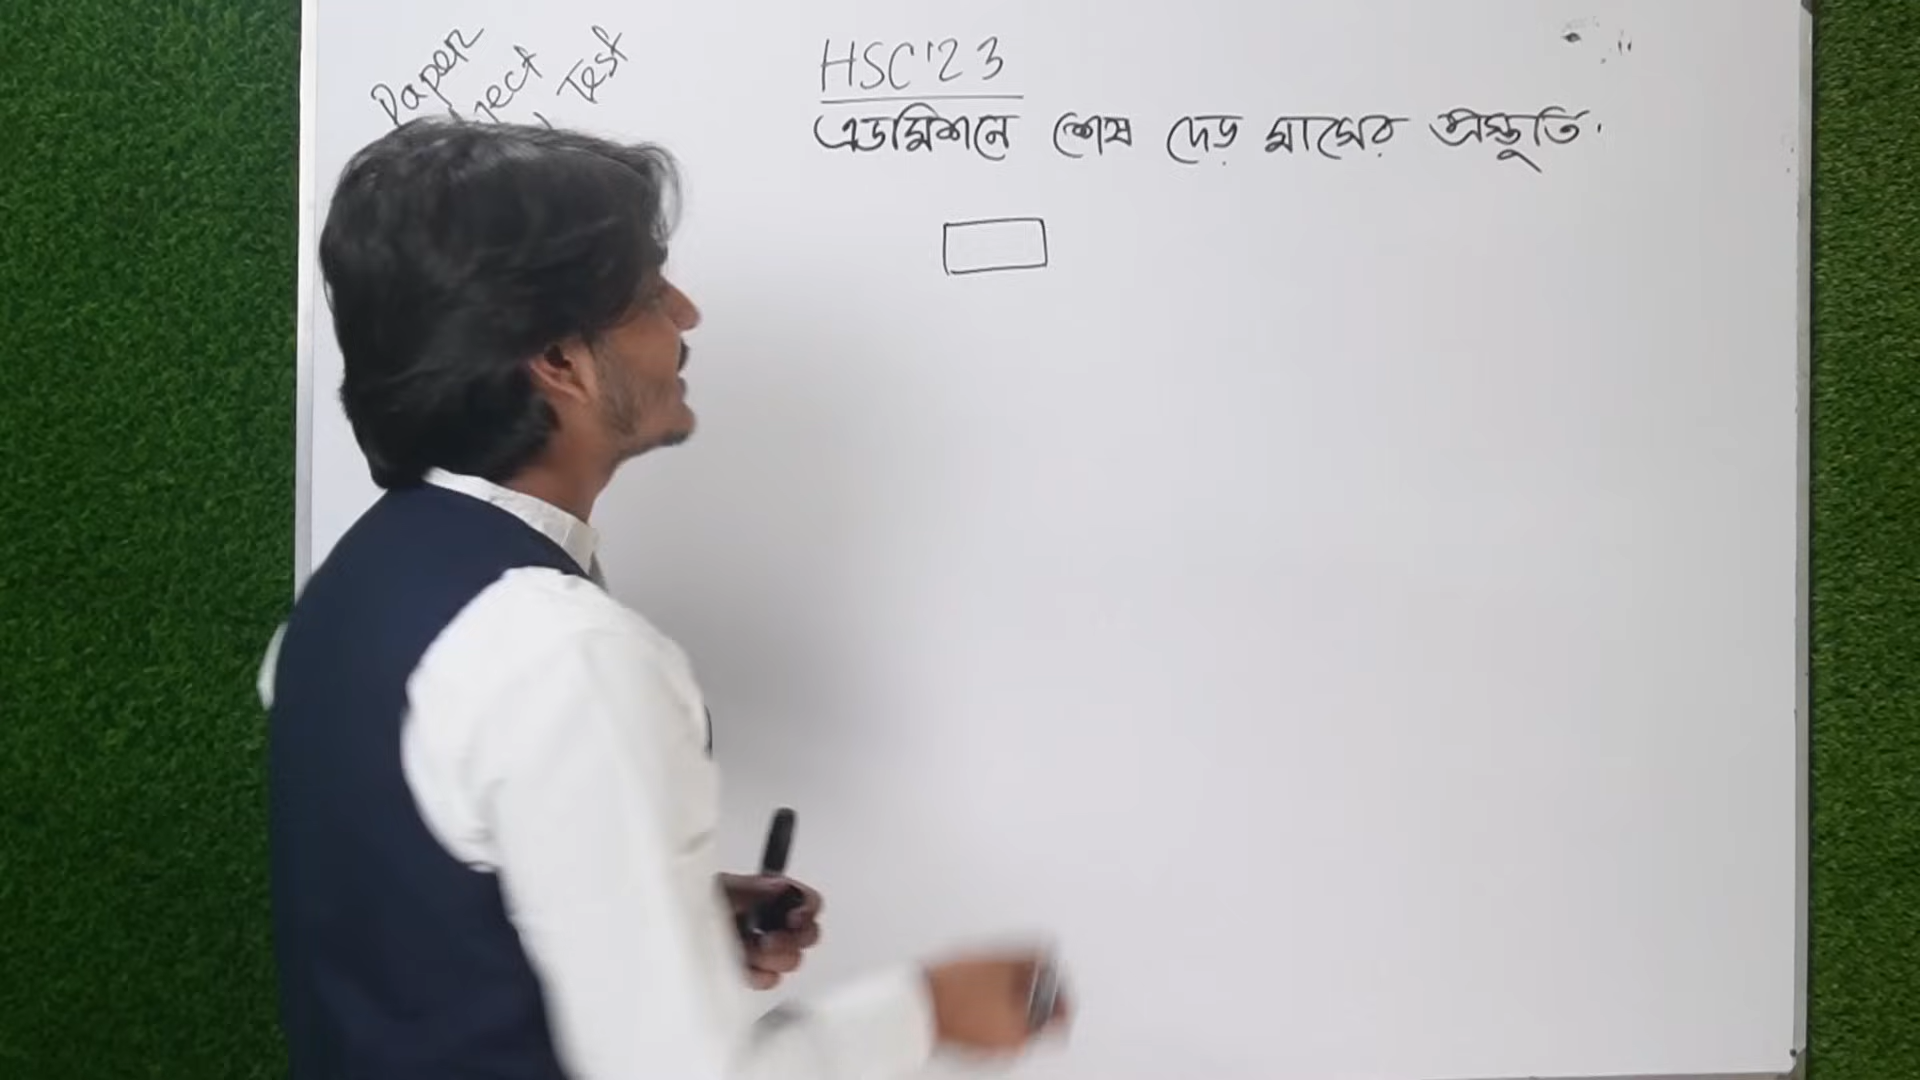 Paper
Test
HSC'23
এডমিশনে শেষ দেড় মাসের প্রস্তুতি.